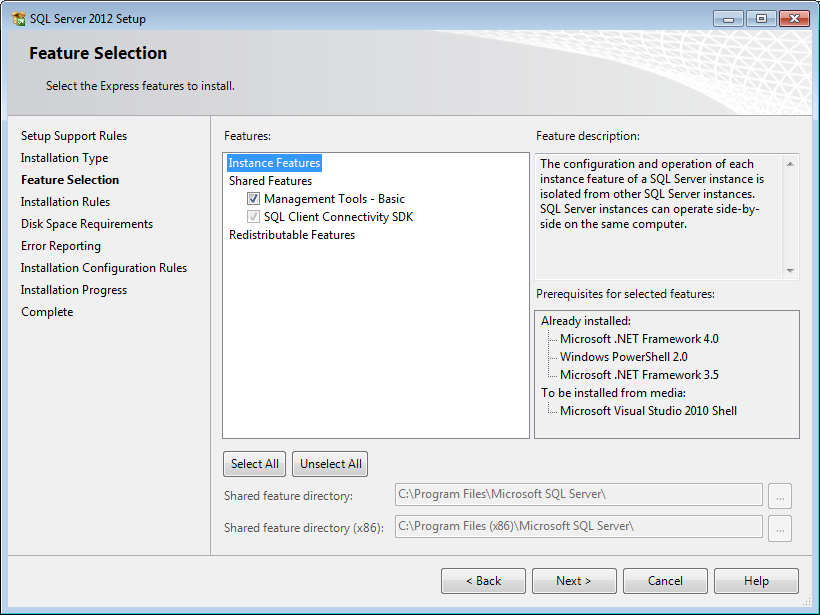 SQL Server 2012 Setup
Feature Selection
Select the Express features to install.
Setup Support Rules
Installation Type
Feature Selection
Installation Rules
Disk Space Requirements
Error Reporting
Installation Configuration Rules
Installation Progress
Complete
Features:
Instance Features
Shared Features
Management Tools - Basic
SQL Client Connectivity SDK
Redistributable Features
Feature description:
The configuration and operation of each
instance feature of a SQL Server instance is
isolated from other SQL Server instances.
SQL Server instances can operate side-by-
side on the same computer.
Prerequisites for selected features:
Already installed:
Microsoft .NET Framework 4.0
Windows PowerShell 2.0
Microsoft .NET Framework 3.5
To be installed from media:
Microsoft Visual Studio 2010 Shell
Select All
Unselect All
Shared feature directory:
C:\Program Files\Microsoft SQL Server\
...
Shared feature directory (x86):
C:\Program Files (x86)\Microsoft SQL Server\
...
< Back
Next >
Cancel
Help